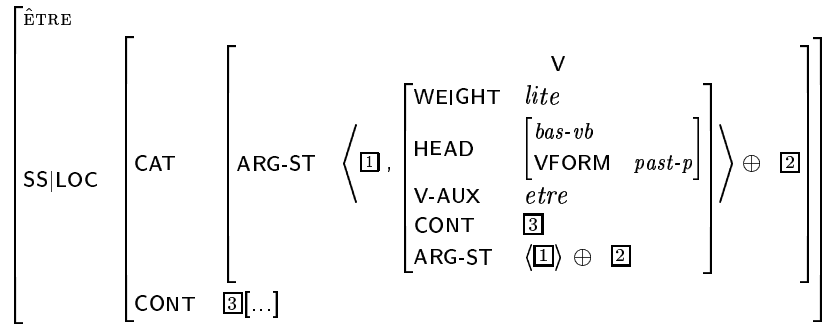 ÊTRE
V
WEIGHT lite
HEAD bas-vb
VFORM past-p
SS|LOC CAT ARG-ST ⟨ 1 , ⟩ ⊕ 2
V-AUX etre
CONT 3
ARG-ST ⟨1⟩ ⊕ 2
CONT 3[...]